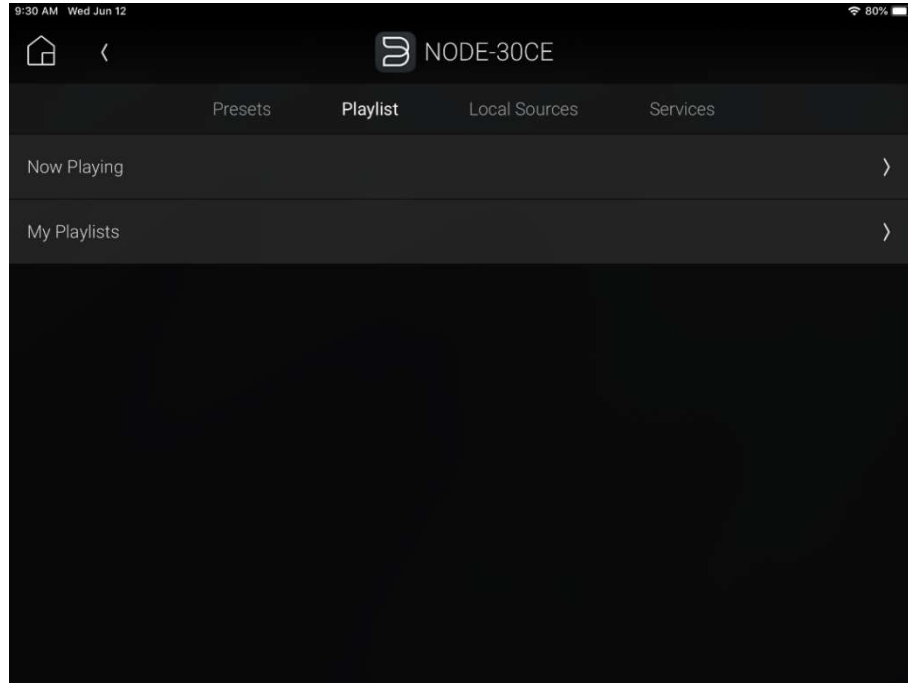 9:30 AM Wed Jun 12 80%
NODE-30CE
Presets Playlist Local Sources Services
Now Playing
My Playlists